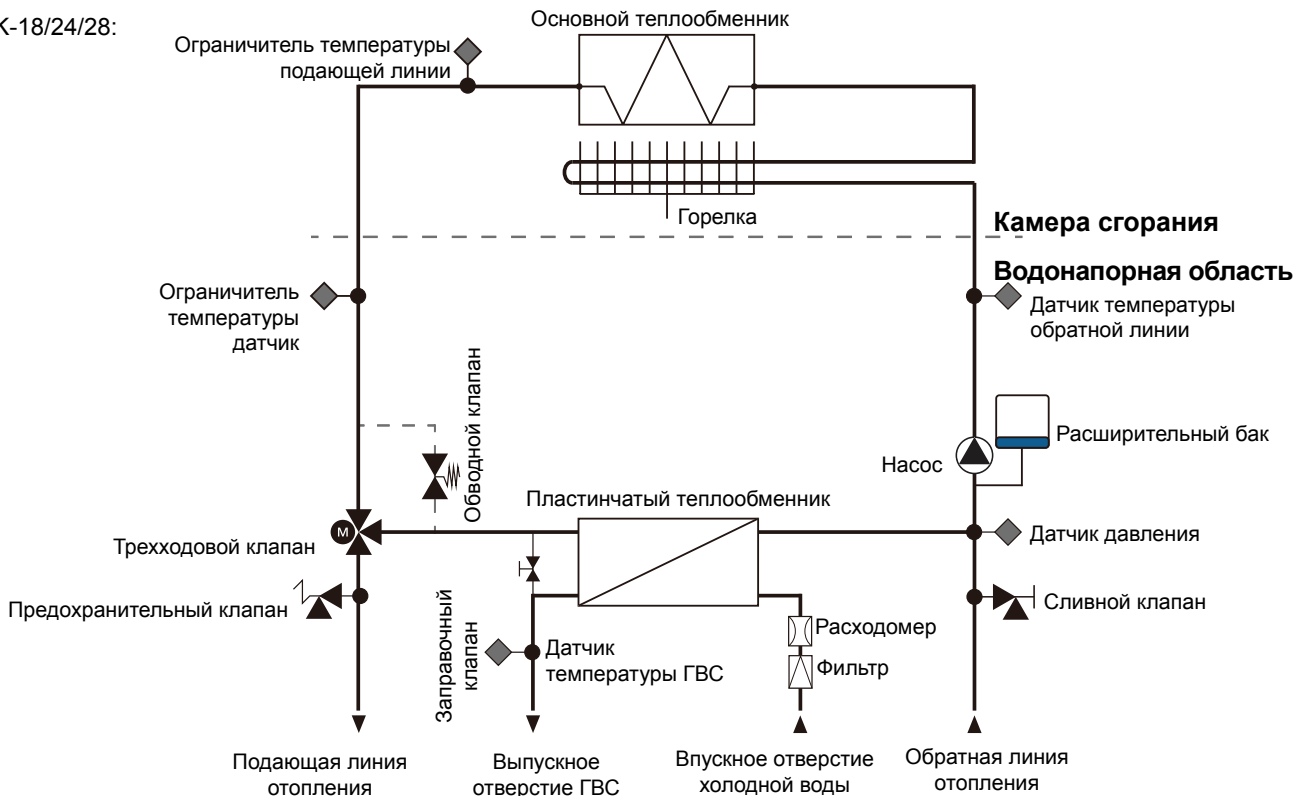 K-18/24/28:
Основной теплообменник
Ограничитель температуры
подающей линии
Горелка
Камера сгорания
Водонапорная область
Ограничитель
температуры
датчик
Датчик температуры
обратной линии
Обводной клапан
Расширительный бак
Насос
Пластинчатый теплообменник
Трехходовой клапан
M
Датчик давления
Предохранительный клапан
Сливной клапан
Заправочный
клапан
Расходомер
Датчик
температуры ГВС
Фильтр
Подающая линия
отопления
Выпускное
отверстие ГВС
Впускное отверстие
холодной воды
Обратная линия
отопления